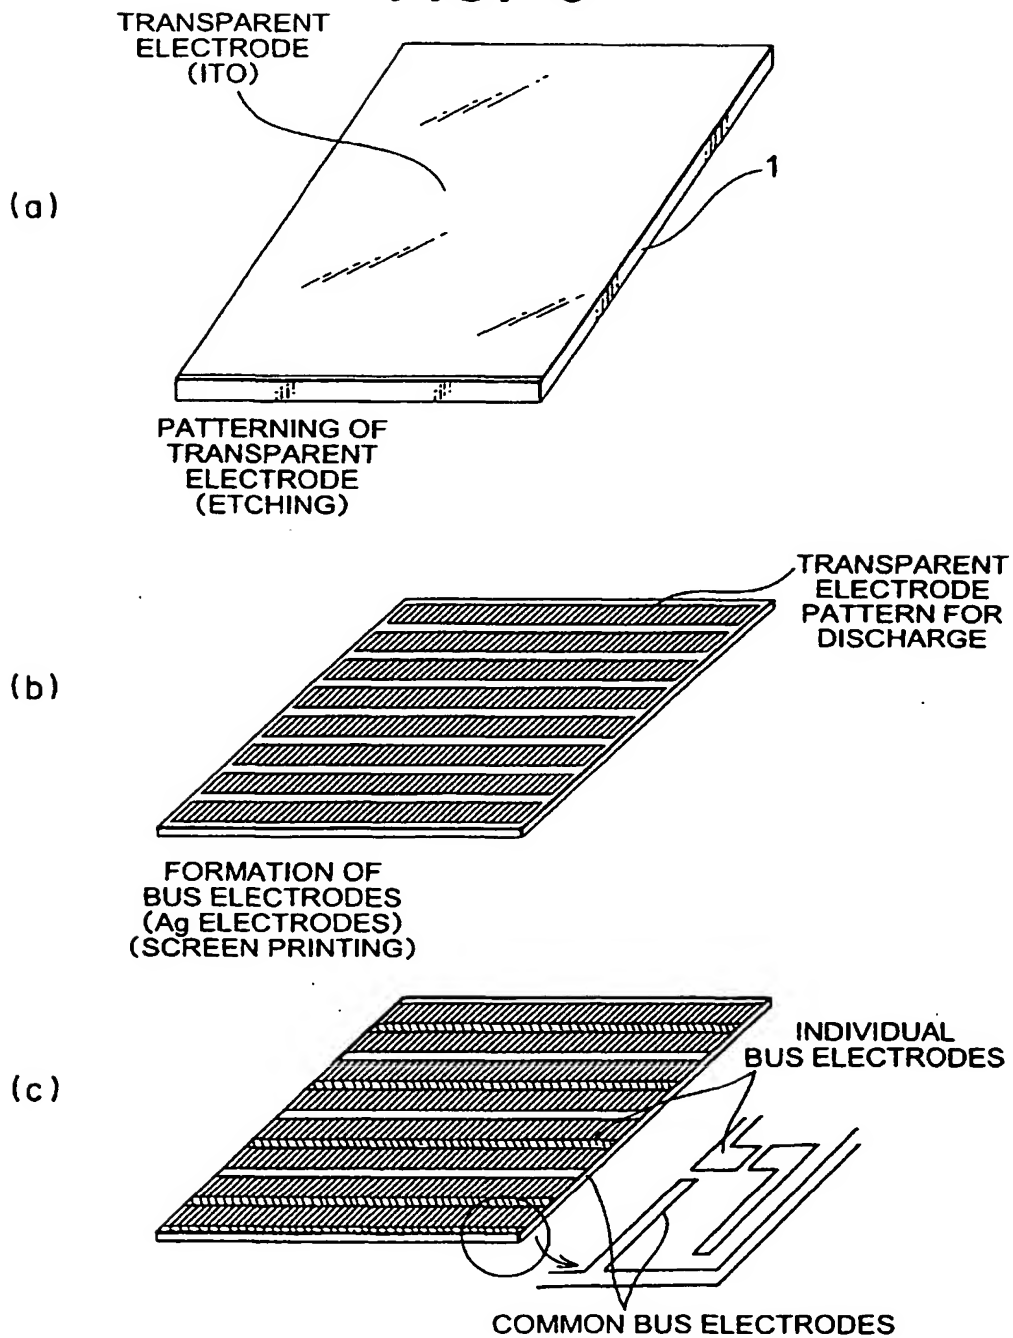 TRANSPARENT
ELECTRODE
(ITO)
(a)
1
PATTERNING OF
TRANSPARENT
ELECTRODE
(ETCHING)
TRANSPARENT
ELECTRODE
PATTERN FOR
DISCHARGE
(b)
FORMATION OF
BUS ELECTRODES
(Ag ELECTRODES)
(SCREEN PRINTING)
INDIVIDUAL
BUS ELECTRODES
(c)
COMMON BUS ELECTRODES